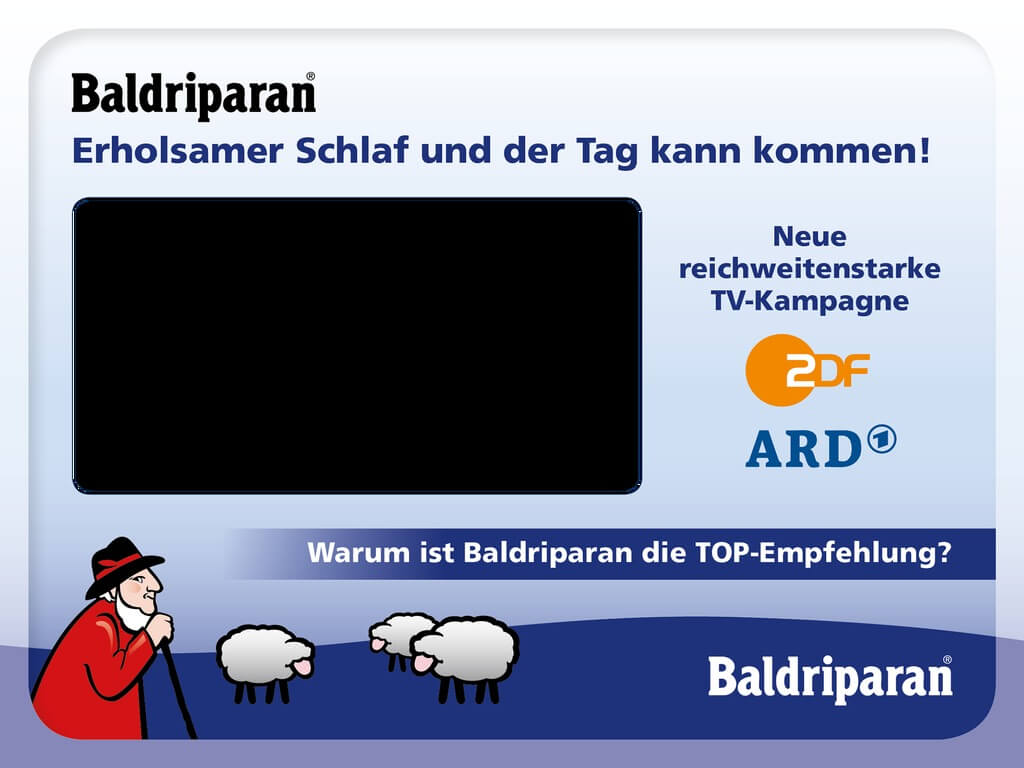 Baldriparan®
Erholsamer Schlaf und der Tag kann kommen!
Neue
reichweitenstarke
TV-Kampagne
2DF
ARD 1
Warum ist Baldriparan die TOP-Empfehlung?
Baldriparan®